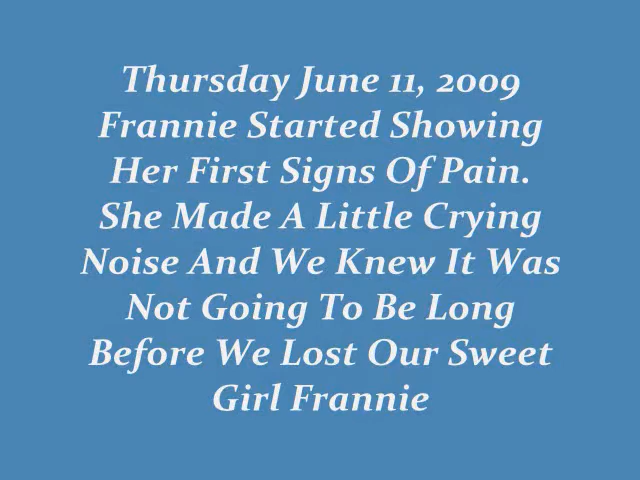 Thursday June 11, 2009
Frannie Started Showing
Her First Signs Of Pain.
She Made A Little Crying
Noise And We Knew It Was
Not Going To Be Long
Before We Lost Our Sweet
Girl Frannie